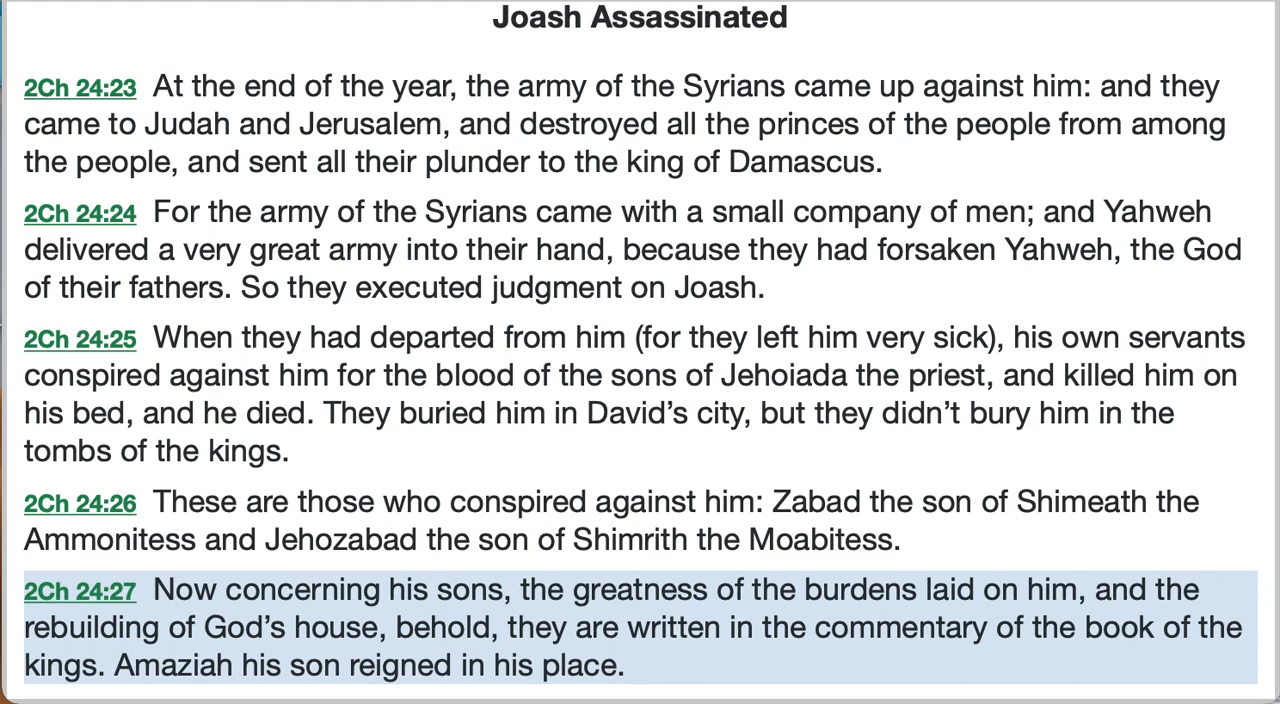 Joash Assassinated
2Ch 24:23 At the end of the year, the army of the Syrians came up against him: and they
came to Judah and Jerusalem, and destroyed all the princes of the people from among
the people, and sent all their plunder to the king of Damascus.
2Ch 24:24 For the army of the Syrians came with a small company of men; and Yahweh
delivered a very great army into their hand, because they had forsaken Yahweh, the God
of their fathers. So they executed judgment on Joash.
2Ch 24:25 When they had departed from him (for they left him very sick), his own servants
conspired against him for the blood of the sons of Jehoiada the priest, and killed him on
his bed, and he died. They buried him in David’s city, but they didn’t bury him in the
tombs of the kings.
2Ch 24:26 These are those who conspired against him: Zabad the son of Shimeath the
Ammonitess and Jehozabad the son of Shimrith the Moabitess.
2Ch 24:27 Now concerning his sons, the greatness of the burdens laid on him, and the
rebuilding of God’s house, behold, they are written in the commentary of the book of the
kings. Amaziah his son reigned in his place.